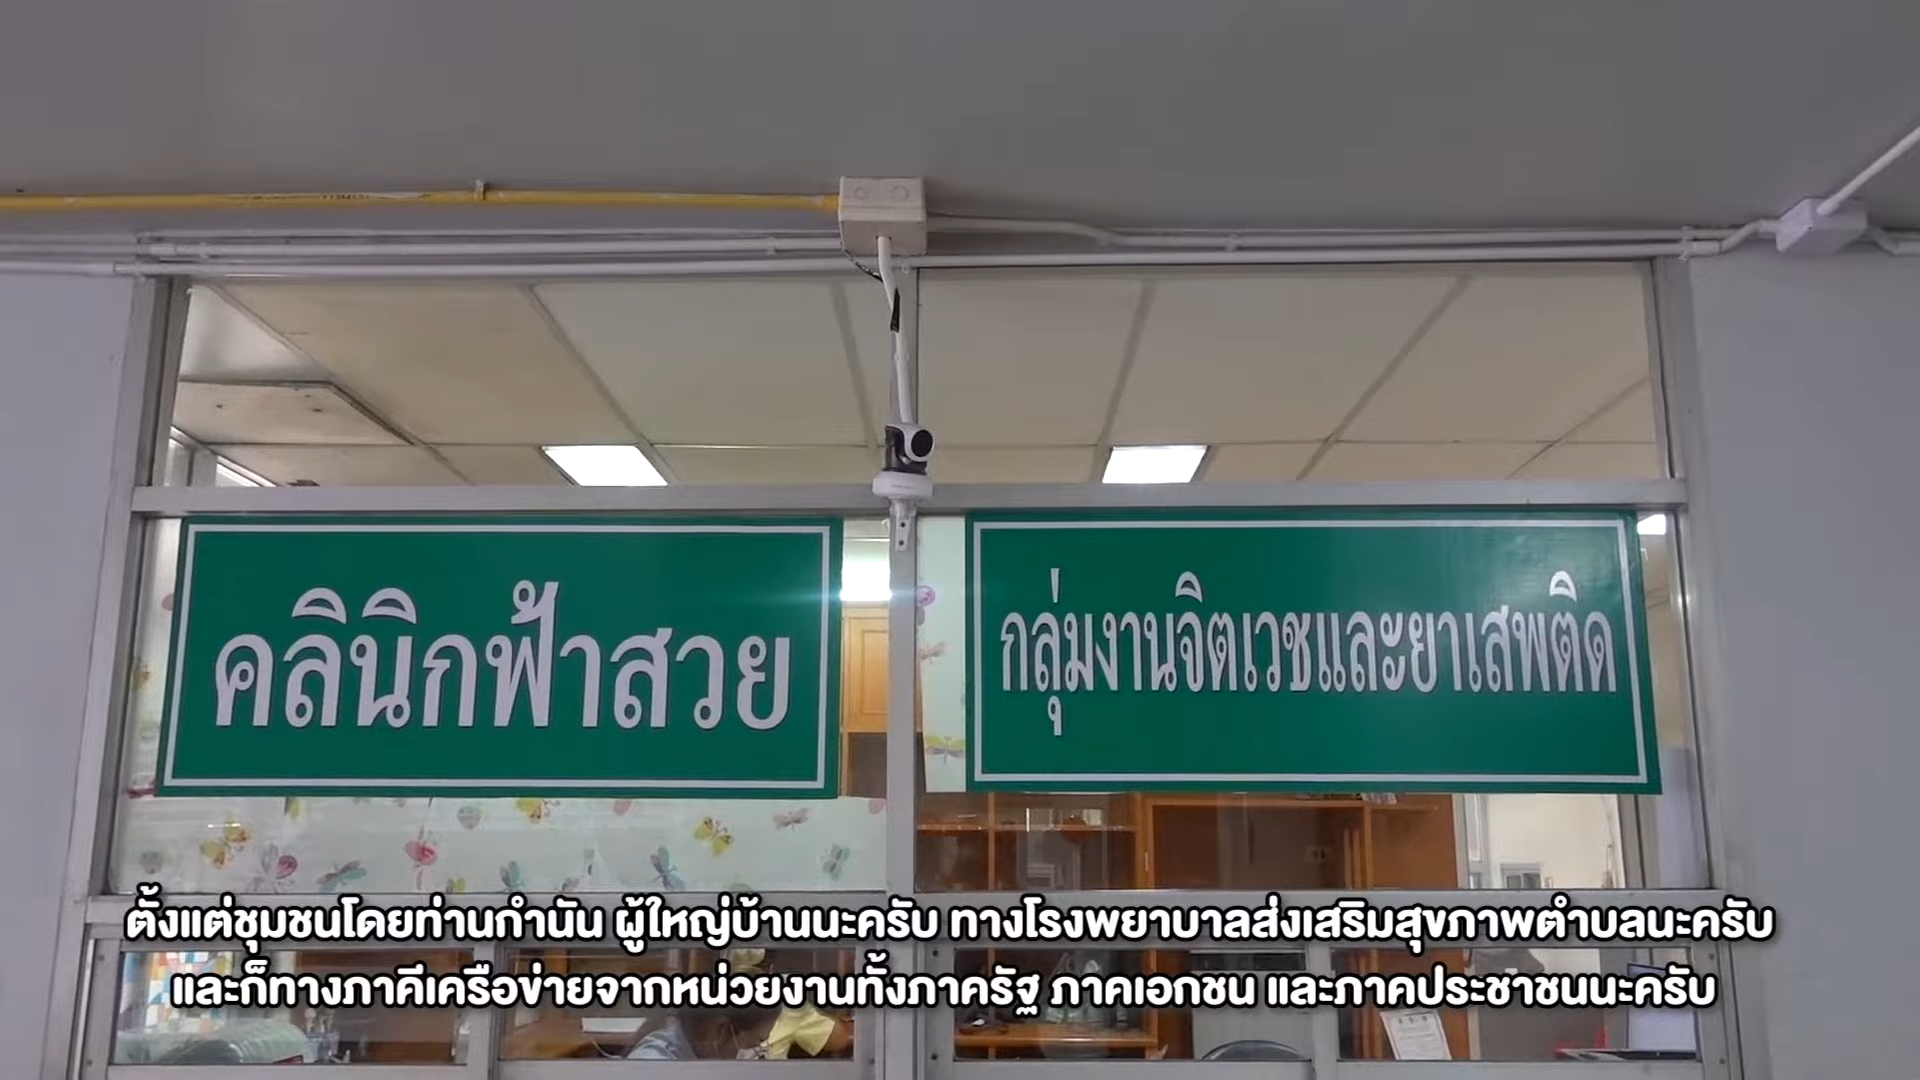 คลินิกฟ้าสวย
กลุ่มงานจิตเวชและยาเสพติด
ตั้งแต่ชุมชนโดยท่านกำนัน ผู้ใหญ่บ้านนะครับ ทางโรงพยาบาลส่งเสริมสุขภาพตำบลนะครับ
และก็ทางภาคีเครือข่ายจากหน่วยงานทั้งภาครัฐ ภาคเอกชน และภาคประชาชนนะครับ